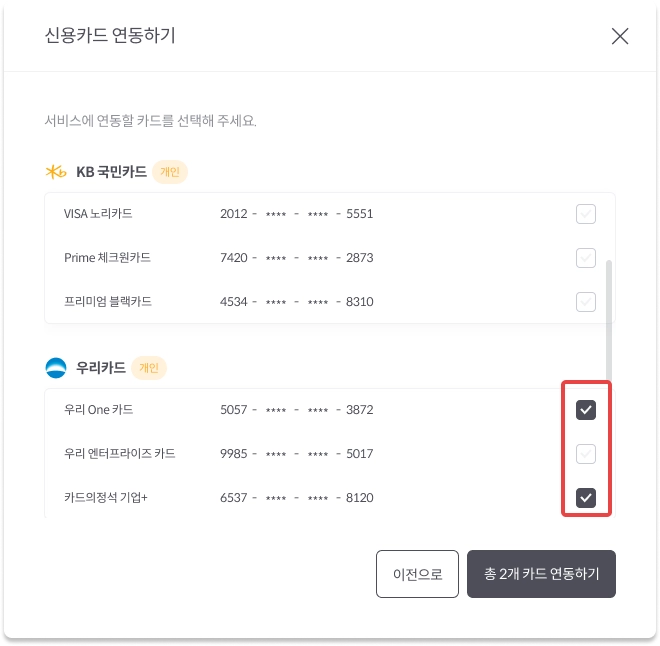 신용카드 연동하기
서비스에 연동할 카드를 선택해 주세요.
KB 국민카드 개인
VISA 노리카드 2012 - **** - **** - 5551
Prime 체크원카드 7420 - **** - **** - 2873
프리미엄 블랙카드 4534 - **** - **** - 8310
우리카드 개인
우리 One 카드 5057 - **** - **** - 3872
우리 엔터프라이즈 카드 9985 - **** - **** - 5017
카드의정석 기업+ 6537 - **** - **** - 8120
이전으로 총 2개 카드 연동하기